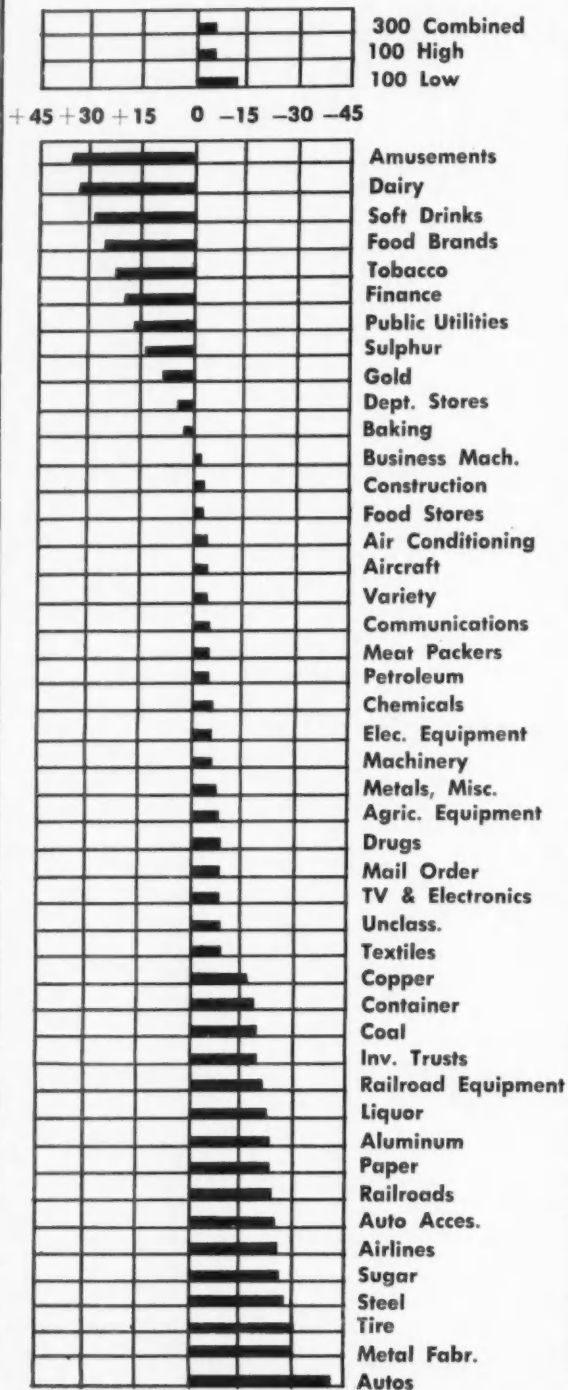 300 Combined
100 High
100 Low
+45 +30 +15 0 -15 -30 -45
Amusements
Dairy
Soft Drinks
Food Brands
Tobacco
Finance
Public Utilities
Sulphur
Gold
Dept. Stores
Baking
Business Mach.
Construction
Food Stores
Air Conditioning
Aircraft
Variety
Communications
Meat Packers
Petroleum
Chemicals
Elec. Equipment
Machinery
Metals, Misc.
Agric. Equipment
Drugs
Mail Order
TV & Electronics
Unclass.
Textiles
Copper
Container
Coal
Inv. Trusts
Railroad Equipment
Liquor
Aluminum
Paper
Railroads
Auto Acces.
Airlines
Sugar
Steel
Tire
Metal Fabr.
Autos